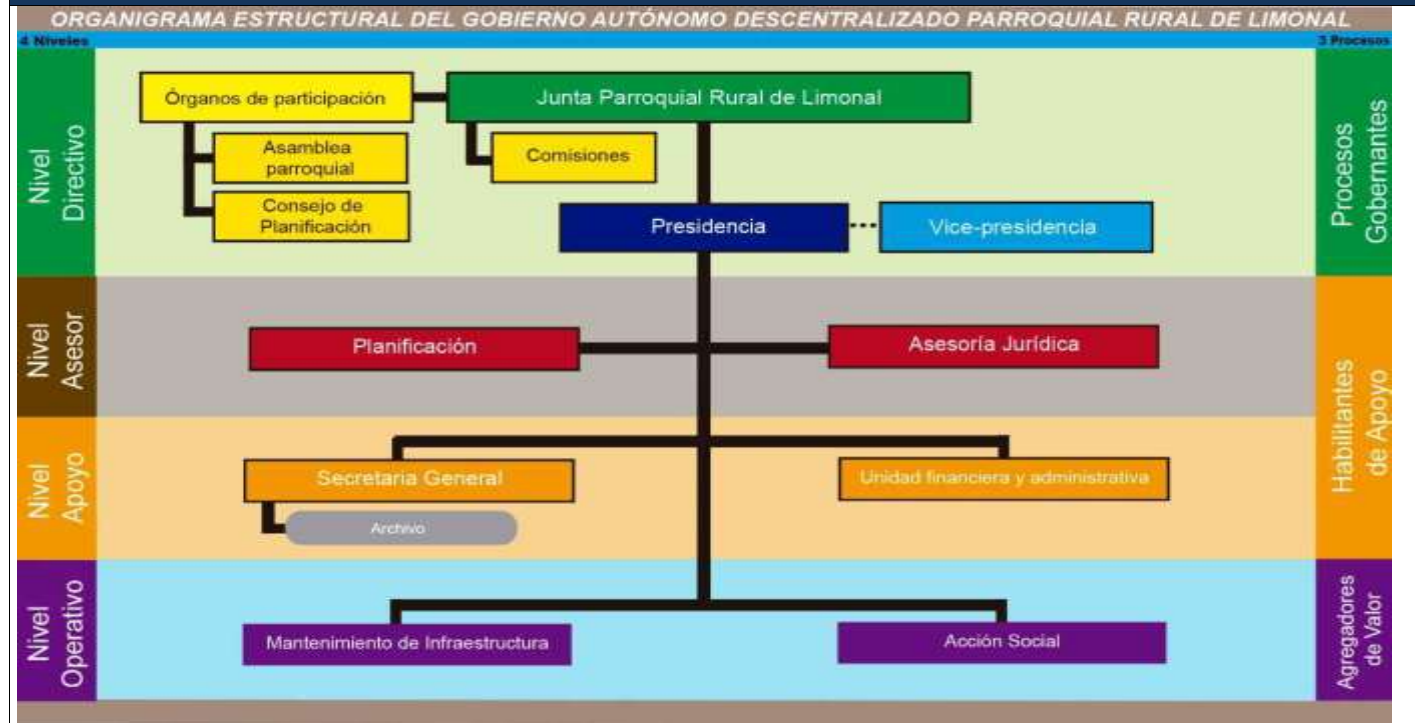 ORGANIGRAMA ESTRUCTURAL DEL GOBIERNO AUTÓNOMO DESCENTRALIZADO PARROQUIAL RURAL DE LIMONAL
4 Niveles
3 Procesos
Nivel
Directivo
Órganos de participación
Junta Parroquial Rural de Limonal
Asamblea
parroquial
Comisiones
Consejo de
Planificación
Presidencia
Vice-presidencia
Procesos
Gobernantes
Nivel
Asesor
Planificación
Asesoría Jurídica
Habilitantes
de Apoyo
Nivel
Apoyo
Secretaria General
Unidad financiera y administrativa
Archivo
Nivel
Operativo
Mantenimiento de Infraestructura
Acción Social
Agregadores
de Valor